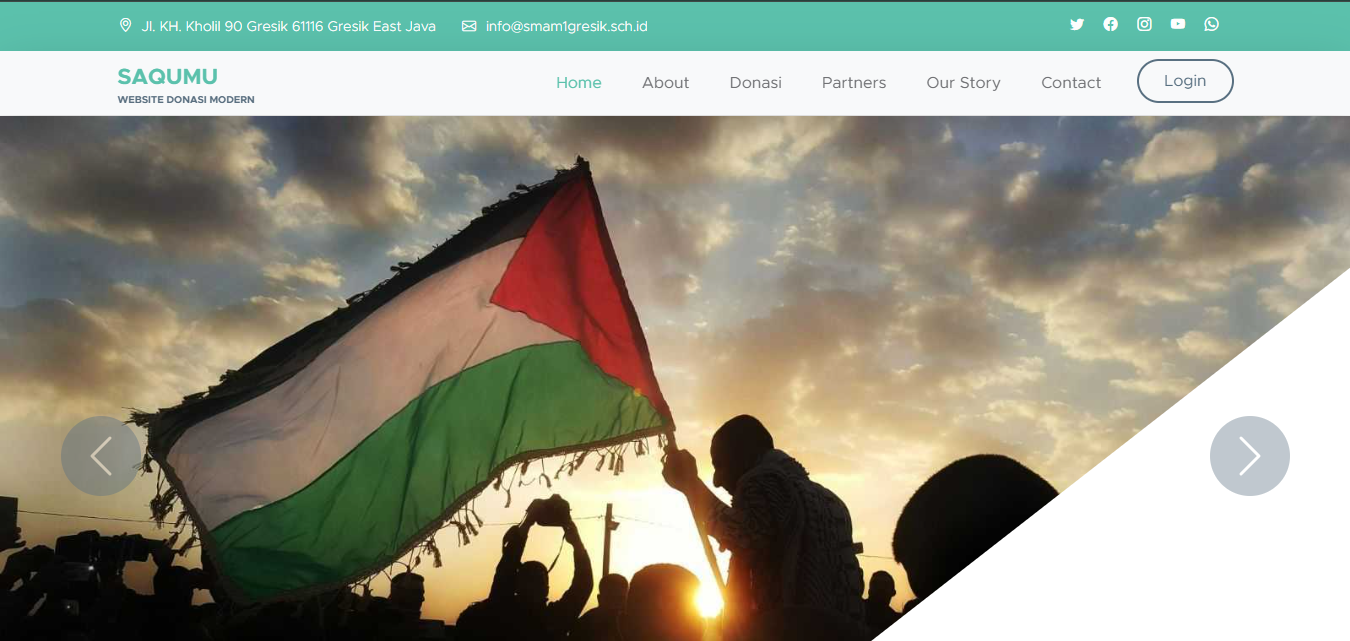 Jl. KH. Kholil 90 Gresik 61116 Gresik East Java info@smam1gresik.sch.id
SAQUMU
WEBSITE DONASI MODERN
Home About Donasi Partners Our Story Contact Login